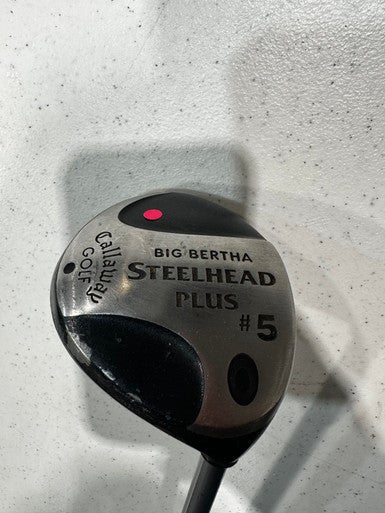 Callaway
GOLF
BIG BERTHA
STEELHEAD
PLUS
#5